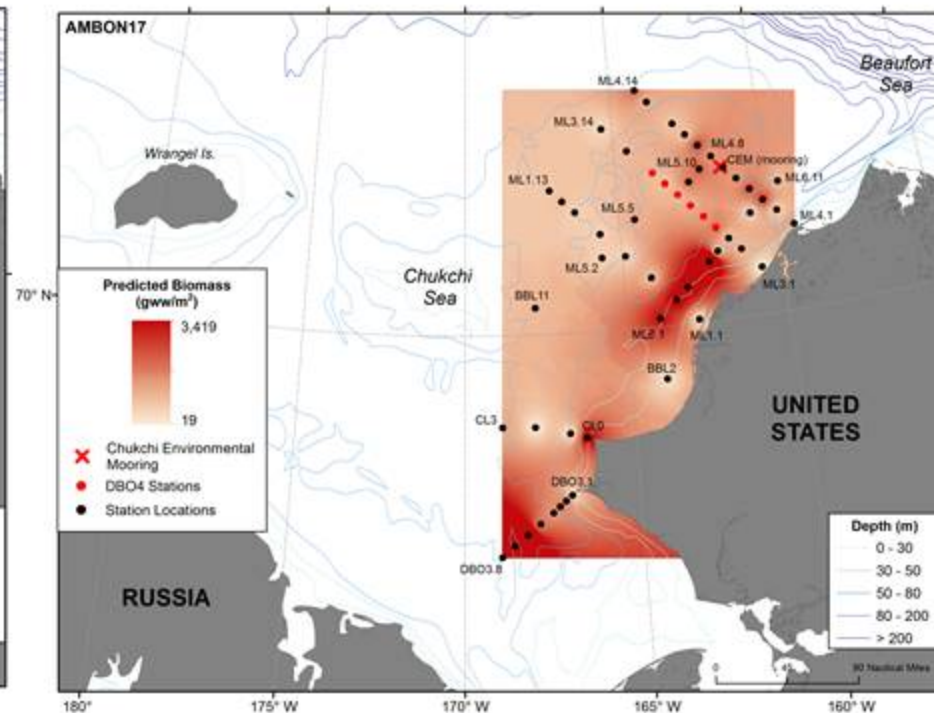 AMBON17
Beaufort
Sea
ML4.14
ML3.14
ML4.8
Wrangel Is.
ML5.10
CEM (mooring)
ML1.13
ML6.11
ML5.5
ML4.1
ML5.2
Chukchi
Sea
ML3.1
70° N
BBL11
ML1.1
BBL2
Predicted Biomass
(gww/m²)
3,419
19
Chukchi Environmental
Mooring
DBO4 Stations
Station Locations
CL3
CL0
UNITED
STATES
DBO3.1
DBO3.8
RUSSIA
Depth (m)
0 - 30
30 - 50
50 - 80
80 - 200
> 200
0 45 90 Nautical Miles
180° 175° W 170° W 165° W 160° W